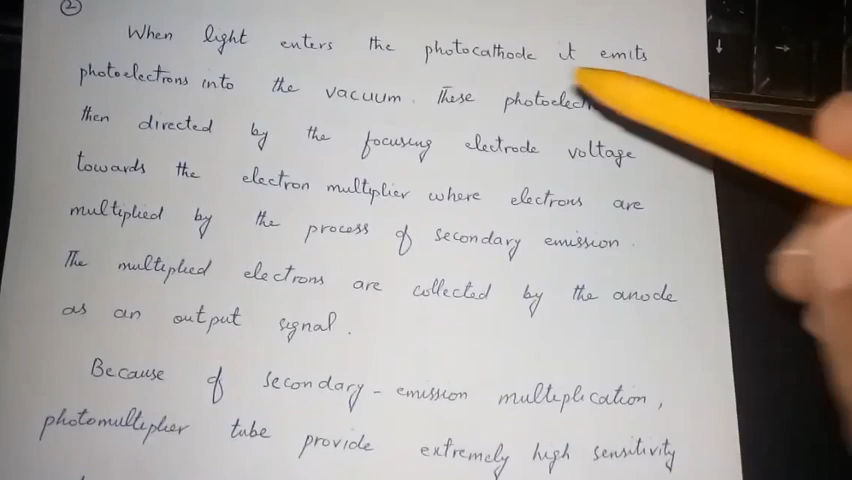 2
When light enters the photocathode it emits
photoelectrons into the vacuum. These
then directed by the focusing electrode voltage
towards the electron multiplier where electrons are
multiplied by the process of secondary emission.
The multiplied electrons are collected by the anode
as an output signal.
Because of secondary-emission multiplication,
photomultiplier tube provide extremely high sensitivity